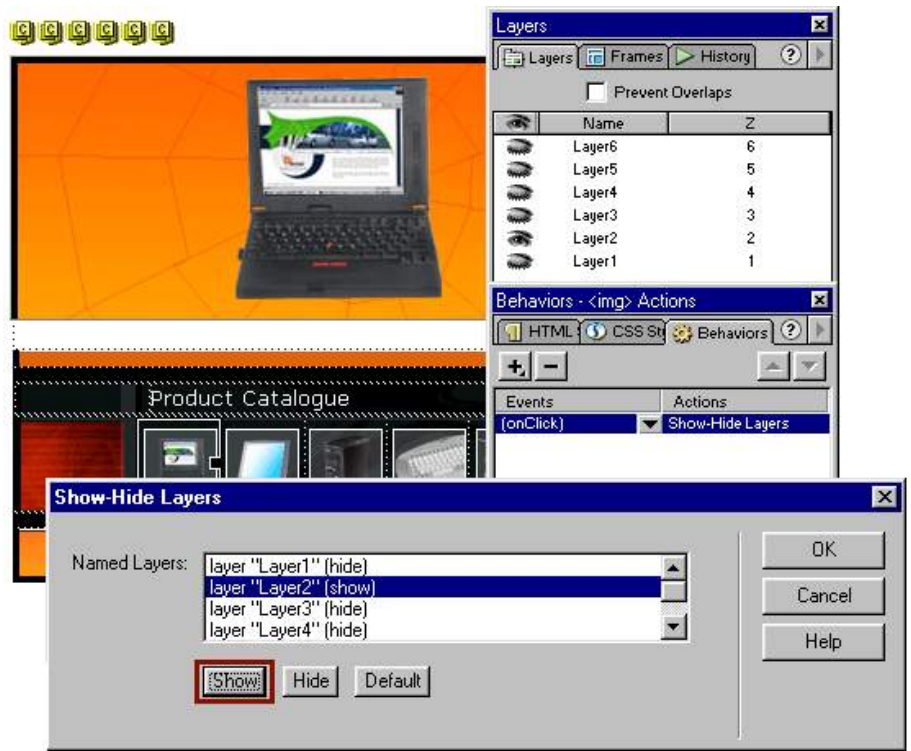 C C C C C C
Layers
Layers Frames History ?
Prevent Overlaps
Name Z
Layer6 6
Layer5 5
Layer4 4
Layer3 3
Layer2 2
Layer1 1
Behaviors - <img> Actions
HTML CSS St Behaviors ?
+ -
Events Actions
(onClick) Show-Hide Layers
Product Catalogue
Show-Hide Layers
Named Layers:
layer "Layer1" (hide)
layer "Layer2" (show)
layer "Layer3" (hide)
layer "Layer4" (hide)
Show Hide Default
OK
Cancel
Help